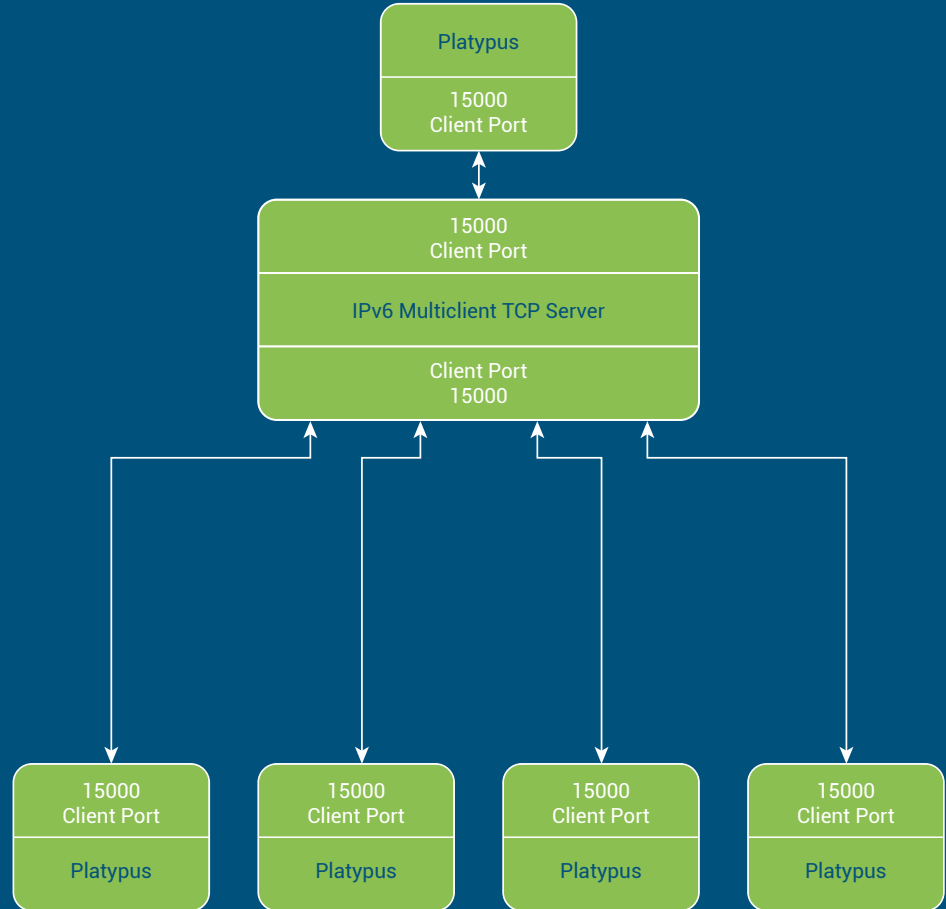 Platypus
15000
Client Port
15000
Client Port
IPv6 Multiclient TCP Server
Client Port
15000
15000
Client Port
Platypus
15000
Client Port
Platypus
15000
Client Port
Platypus
15000
Client Port
Platypus